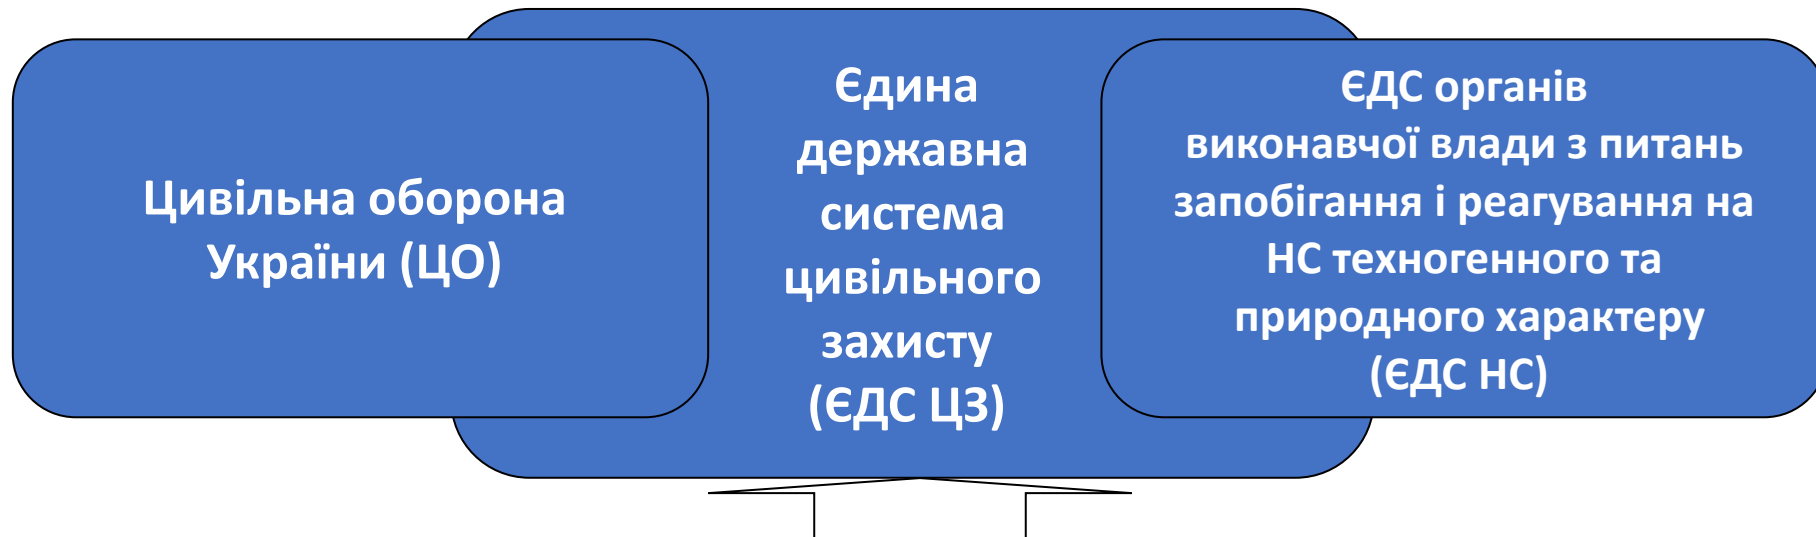 Цивільна оборона
України (ЦО)
Єдина
державна
система
цивільного
захисту
(ЄДС ЦЗ)
ЄДС органів
виконавчої влади з питань
запобігання і реагування на
НС техногенного та
природного характеру
(ЄДС НС)